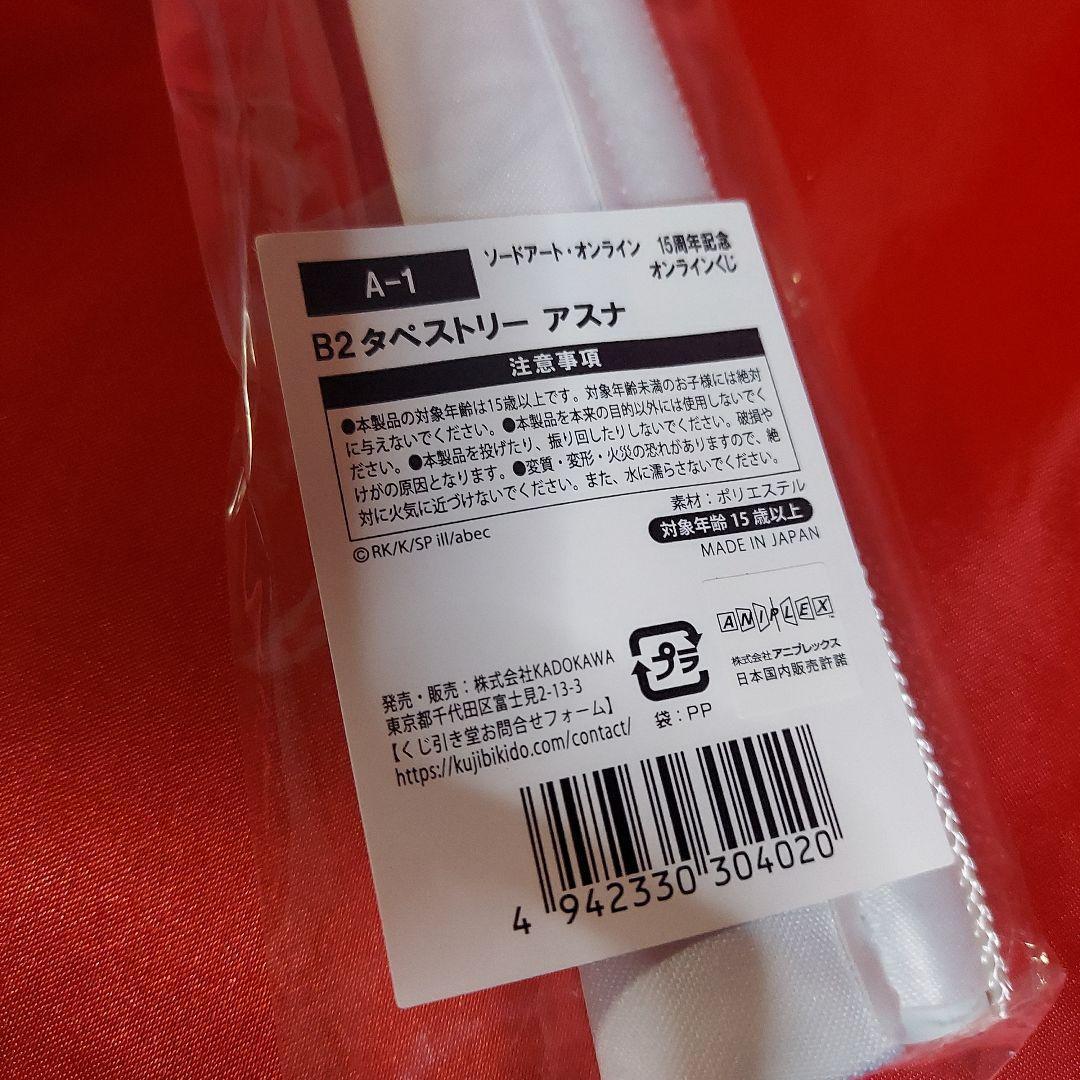 A-1
ソードアート・オンライン 15周年記念
オンラインくじ
B2タペストリー アスナ
注意事項
●本製品の対象年齢は15歳以上です。対象年齢未満のお子様には絶対
に与えないでください。●本製品を本来の目的以外には使用しないでく
ださい。●本製品を投げたり、振り回したりしないでください。破損や
けがの原因となります。●変質・変形・火災の恐れがありますので、絶
対に火気に近づけないでください。また、水に濡らさないでください。
素材：ポリエステル
対象年齢15歳以上
©RK/K/SP ill/abec
MADE IN JAPAN
発売・販売：株式会社KADOKAWA
東京都千代田区富士見2-13-3
【くじ引き堂お問合せフォーム】
https://kujibikido.com/contact/
プラ
袋：PP
ANIPLEX
株式会社アニプレックス
日本国内販売許諾
4 942330 304020